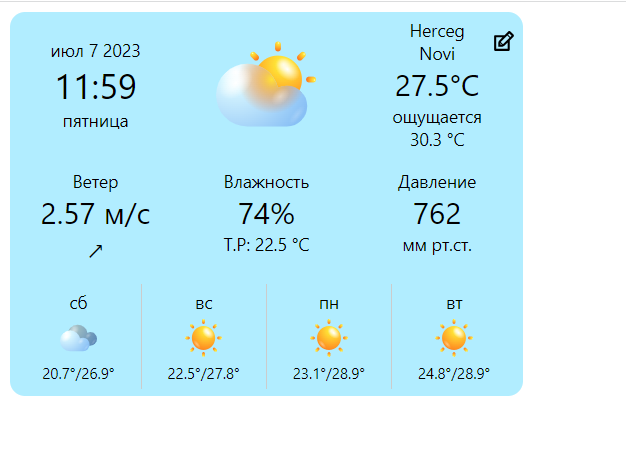 июл 7 2023
11:59
пятница
Herceg
Novi
27.5°C
ощущается
30.3 °C
Ветер
2.57 м/с
↗
Влажность
74%
Т.Р: 22.5 °C
Давление
762
мм рт.ст.
сб
20.7°/26.9°
вс
22.5°/27.8°
пн
23.1°/28.9°
вт
24.8°/28.9°